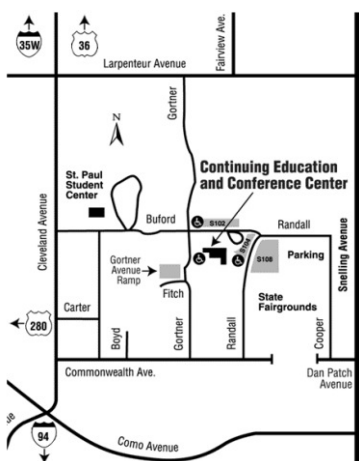 35W
36
Larpenteur Avenue
Fairview Ave.
Gortner
N
Continuing Education
and Conference Center
St. Paul
Student
Center
Cleveland Avenue
Buford
S102
Randall
S104
S108
Parking
Snelling Avenue
Gortner
Avenue
Ramp
Fitch
State
Fairgrounds
Carter
280
Boyd
Gortner
Randall
Cooper
Commonwealth Ave.
Dan Patch
Avenue
94
Como Avenue